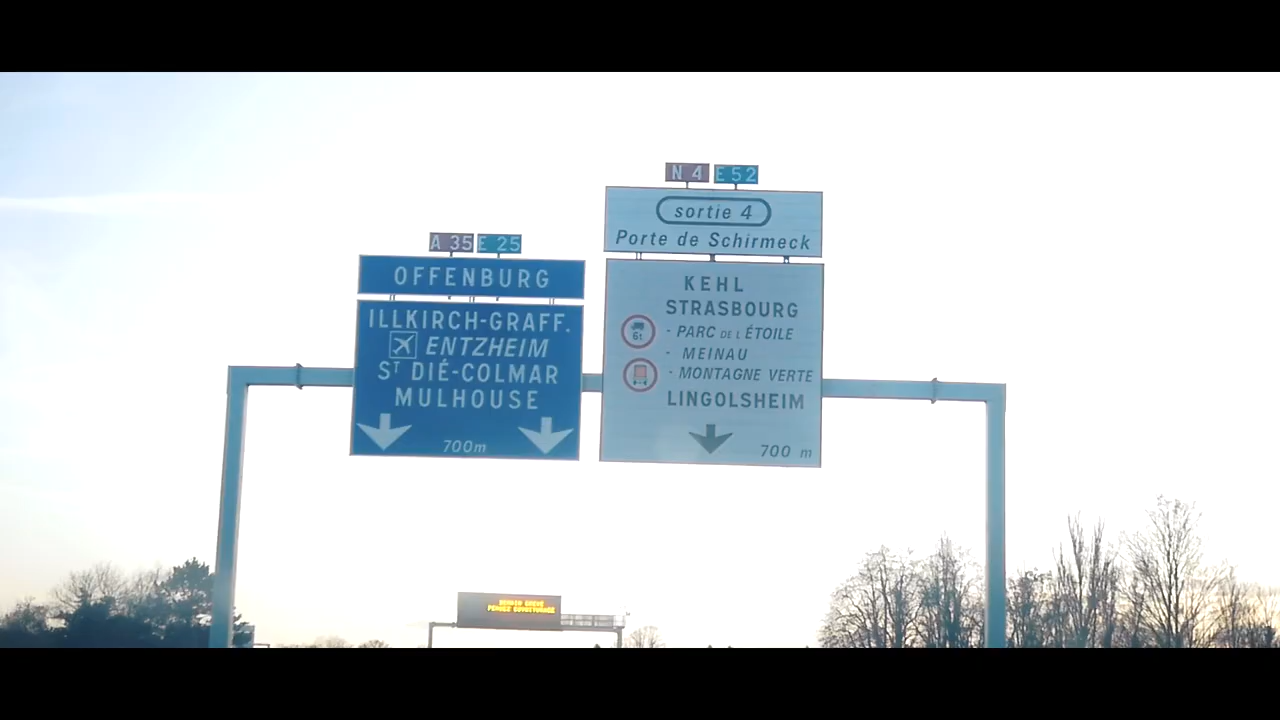 A 35 E 25
OFFENBURG
ILLKIRCH-GRAFF.
ENTZHEIM
ST DIÉ-COLMAR
MULHOUSE
700m
N 4 E 52
sortie 4
Porte de Schirmeck
KEHL
STRASBOURG
6t - PARC DE L'ÉTOILE
- MEINAU
- MONTAGNE VERTE
LINGOLSHEIM
700 m